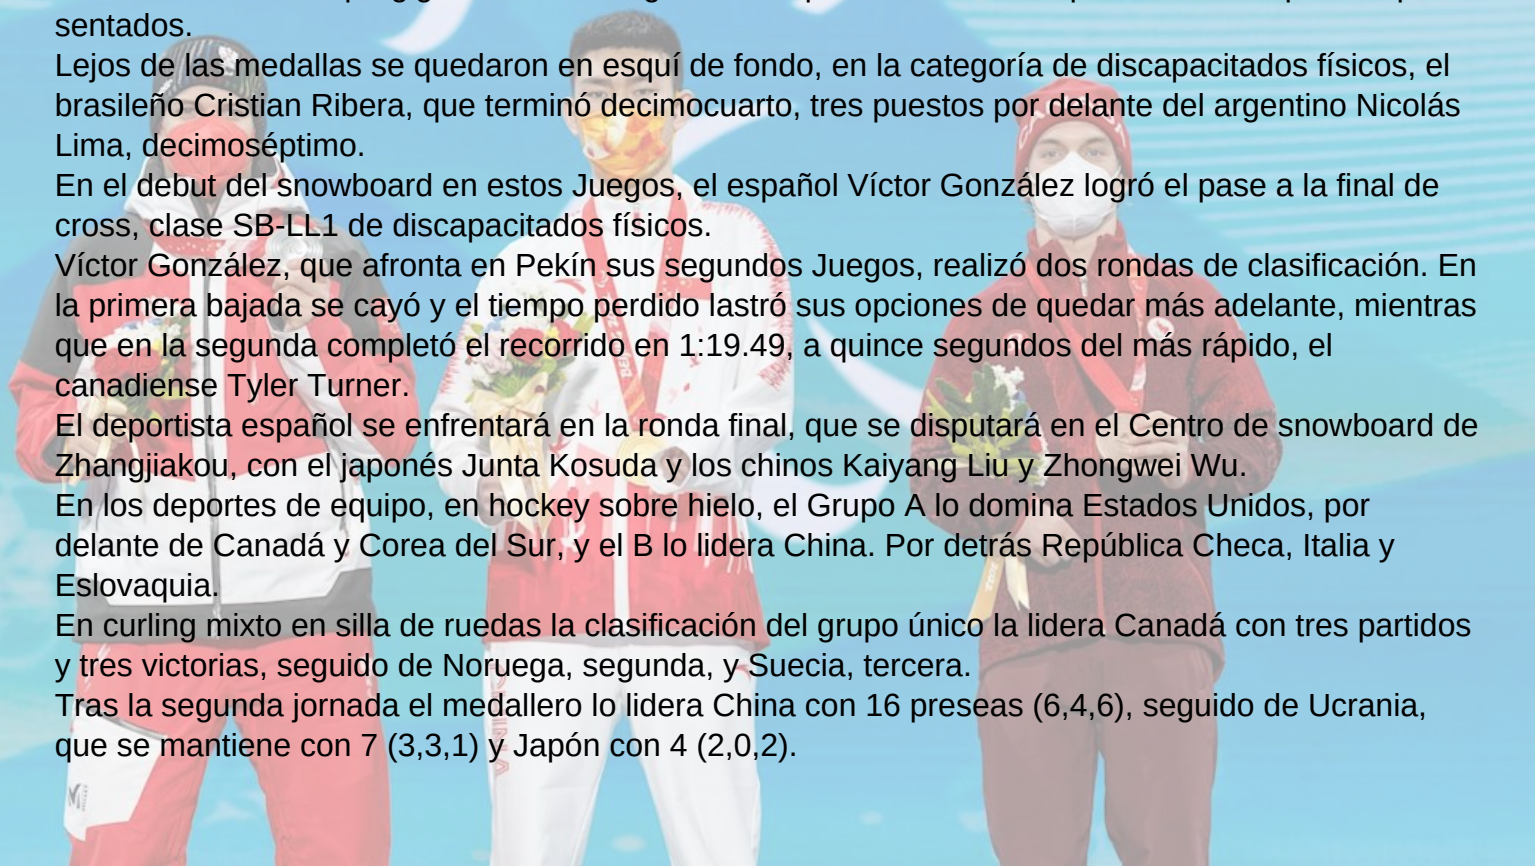 sentados.
Lejos de las medallas se quedaron en esquí de fondo, en la categoría de discapacitados físicos, el
brasileño Cristian Ribera, que terminó decimocuarto, tres puestos por delante del argentino Nicolás
Lima, decimoséptimo.
En el debut del snowboard en estos Juegos, el español Víctor González logró el pase a la final de
cross, clase SB-LL1 de discapacitados físicos.
Víctor González, que afronta en Pekín sus segundos Juegos, realizó dos rondas de clasificación. En
la primera bajada se cayó y el tiempo perdido lastró sus opciones de quedar más adelante, mientras
que en la segunda completó el recorrido en 1:19.49, a quince segundos del más rápido, el
canadiense Tyler Turner.
El deportista español se enfrentará en la ronda final, que se disputará en el Centro de snowboard de
Zhangjiakou, con el japonés Junta Kosuda y los chinos Kaiyang Liu y Zhongwei Wu.
En los deportes de equipo, en hockey sobre hielo, el Grupo A lo domina Estados Unidos, por
delante de Canadá y Corea del Sur, y el B lo lidera China. Por detrás República Checa, Italia y
Eslovaquia.
En curling mixto en silla de ruedas la clasificación del grupo único la lidera Canadá con tres partidos
y tres victorias, seguido de Noruega, segunda, y Suecia, tercera.
Tras la segunda jornada el medallero lo lidera China con 16 preseas (6,4,6), seguido de Ucrania,
que se mantiene con 7 (3,3,1) y Japón con 4 (2,0,2).